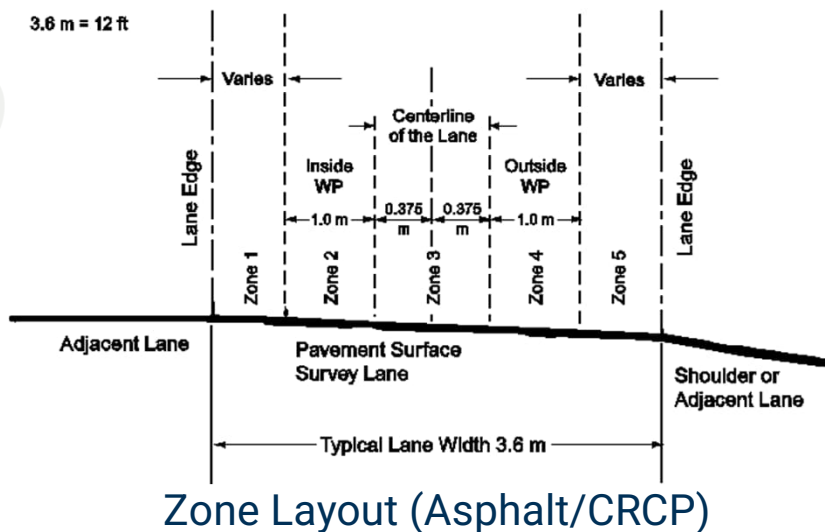 3.6 m = 12 ft
Varies
Varies
Centerline
of the Lane
Inside
WP
Outside
WP
Lane Edge
Lane Edge
1.0 m
0.375
m
0.375
m
1.0 m
Zone 1
Zone 2
Zone 3
Zone 4
Zone 5
Adjacent Lane
Pavement Surface
Survey Lane
Shoulder or
Adjacent Lane
Typical Lane Width 3.6 m
Zone Layout (Asphalt/CRCP)